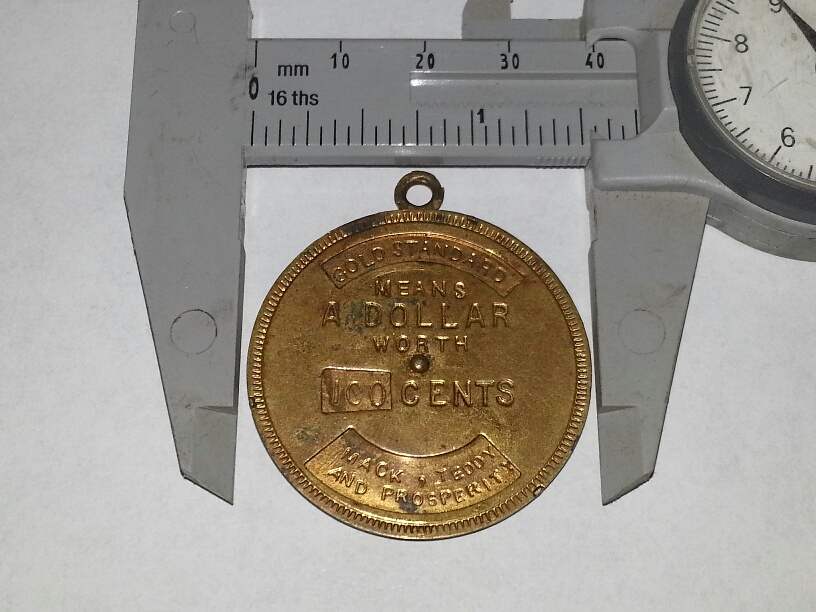 mm 10 20 30 40
0 16 ths 1
9
8
7
6
GOLD STANDARD
MEANS
A DOLLAR
WORTH
100 CENTS
MACK, TEDDY
AND PROSPERITY